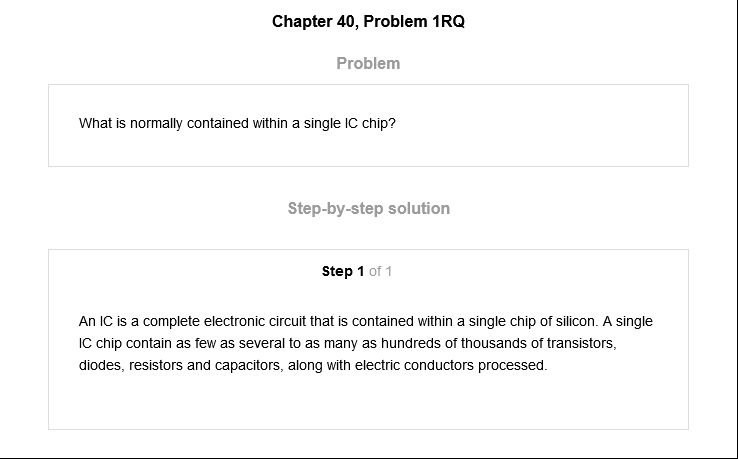 Chapter 40, Problem 1RQ
Problem
What is normally contained within a single IC chip?
Step-by-step solution
Step 1 of 1
An IC is a complete electronic circuit that is contained within a single chip of silicon. A single
IC chip contain as few as several to as many as hundreds of thousands of transistors,
diodes, resistors and capacitors, along with electric conductors processed.